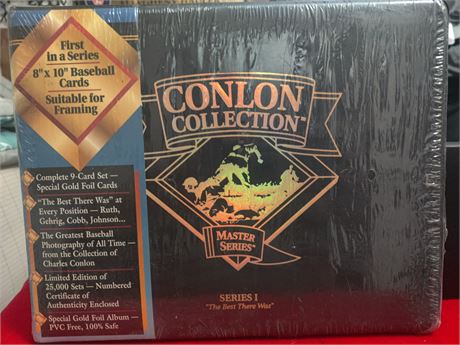 First
in a Series
8" x 10" Baseball
Cards
Suitable for
Framing
Complete 9-Card Set —
Special Gold Foil Cards
"The Best There Was" at
Every Position — Ruth,
Gehrig, Cobb, Johnson...
The Greatest Baseball
Photography of All Time —
from the Collection of
Charles Conlon
Limited Edition of
25,000 Sets — Numbered
Certificate of
Authenticity Enclosed
Special Gold Foil Album —
PVC Free, 100% Safe
CONLON
COLLECTION™
MASTER
SERIES™
SERIES I
"The Best There Was"